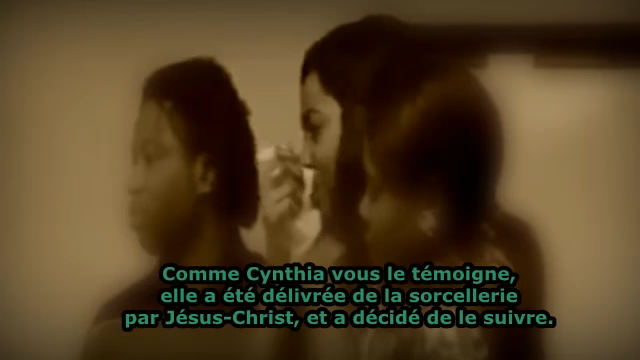 Comme Cynthia vous le témoigne,
elle a été délivrée de la sorcellerie
par Jésus-Christ, et a décidé de le suivre.